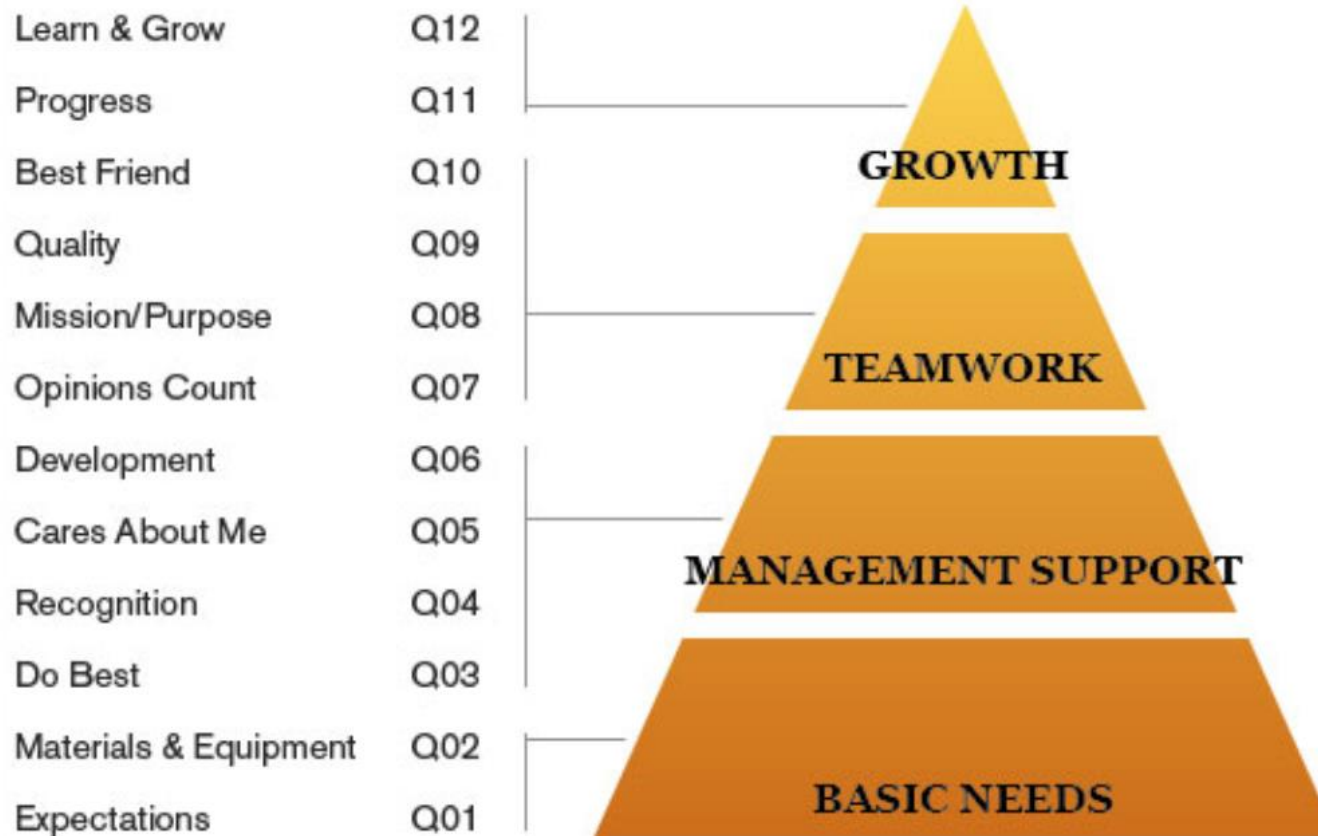 Learn & Grow Q12
Progress Q11
Best Friend Q10
Quality Q09
Mission/Purpose Q08
Opinions Count Q07
Development Q06
Cares About Me Q05
Recognition Q04
Do Best Q03
Materials & Equipment Q02
Expectations Q01
GROWTH
TEAMWORK
MANAGEMENT SUPPORT
BASIC NEEDS